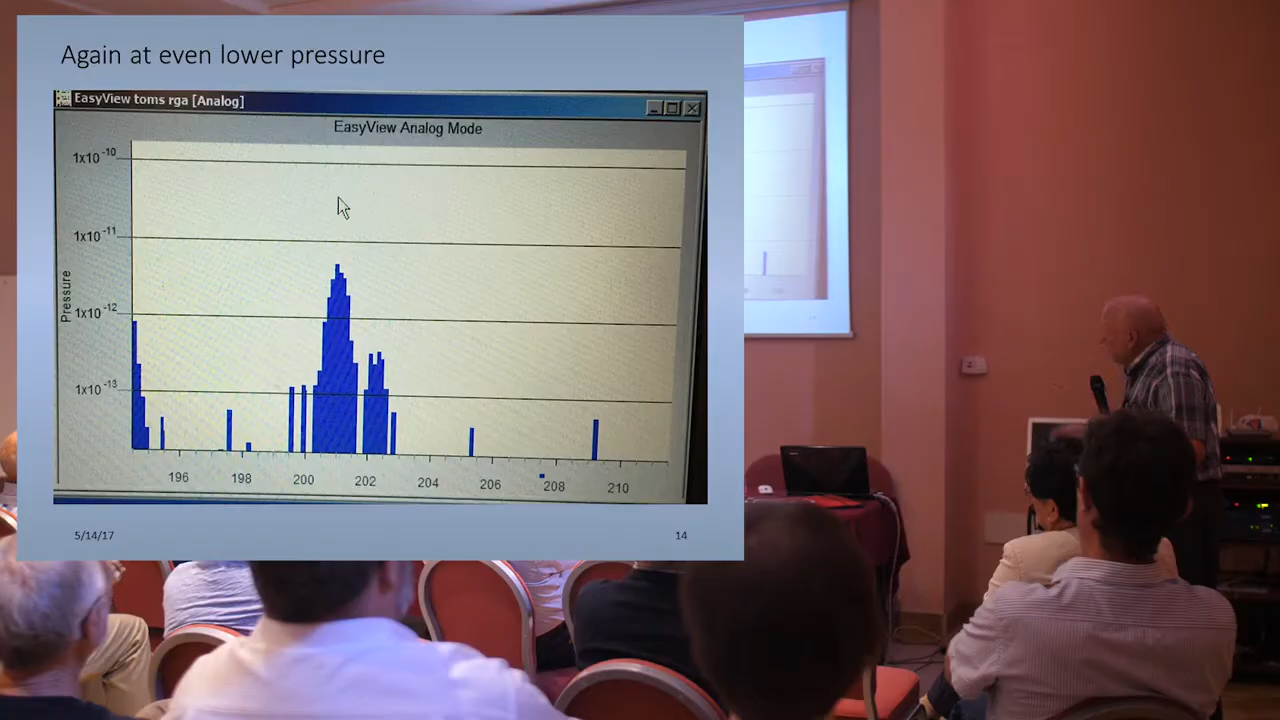 Again at even lower pressure
EasyView toms rga [Analog]
EasyView Analog Mode
1x10 -10
1x10 -11
1x10 -12
1x10 -13
Pressure
196 198 200 202 204 206 208 210
5/14/17
14